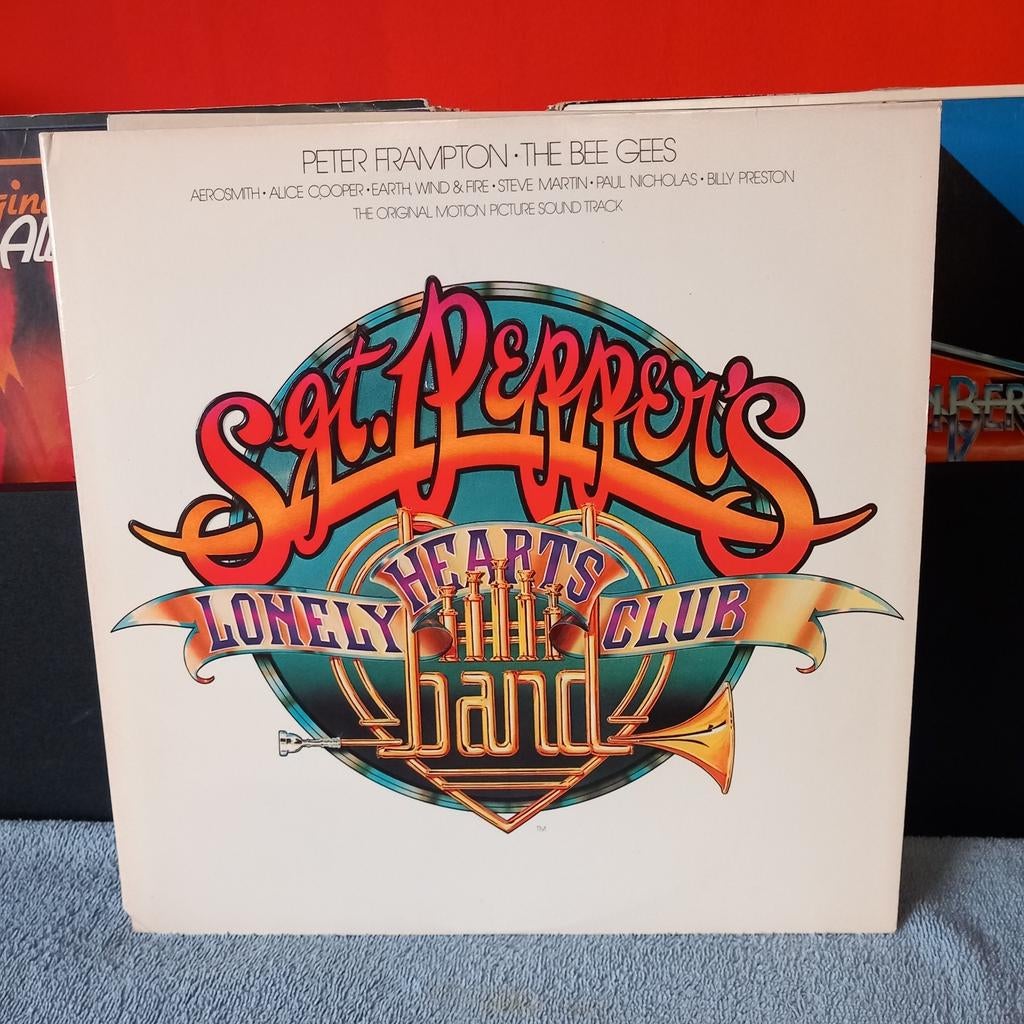 PETER FRAMPTON • THE BEE GEES
AEROSMITH • ALICE COOPER • EARTH, WIND & FIRE • STEVE MARTIN • PAUL NICHOLAS • BILLY PRESTON
THE ORIGINAL MOTION PICTURE SOUND TRACK
Sgt. Pepper's
LONELY HEARTS CLUB
band
TM